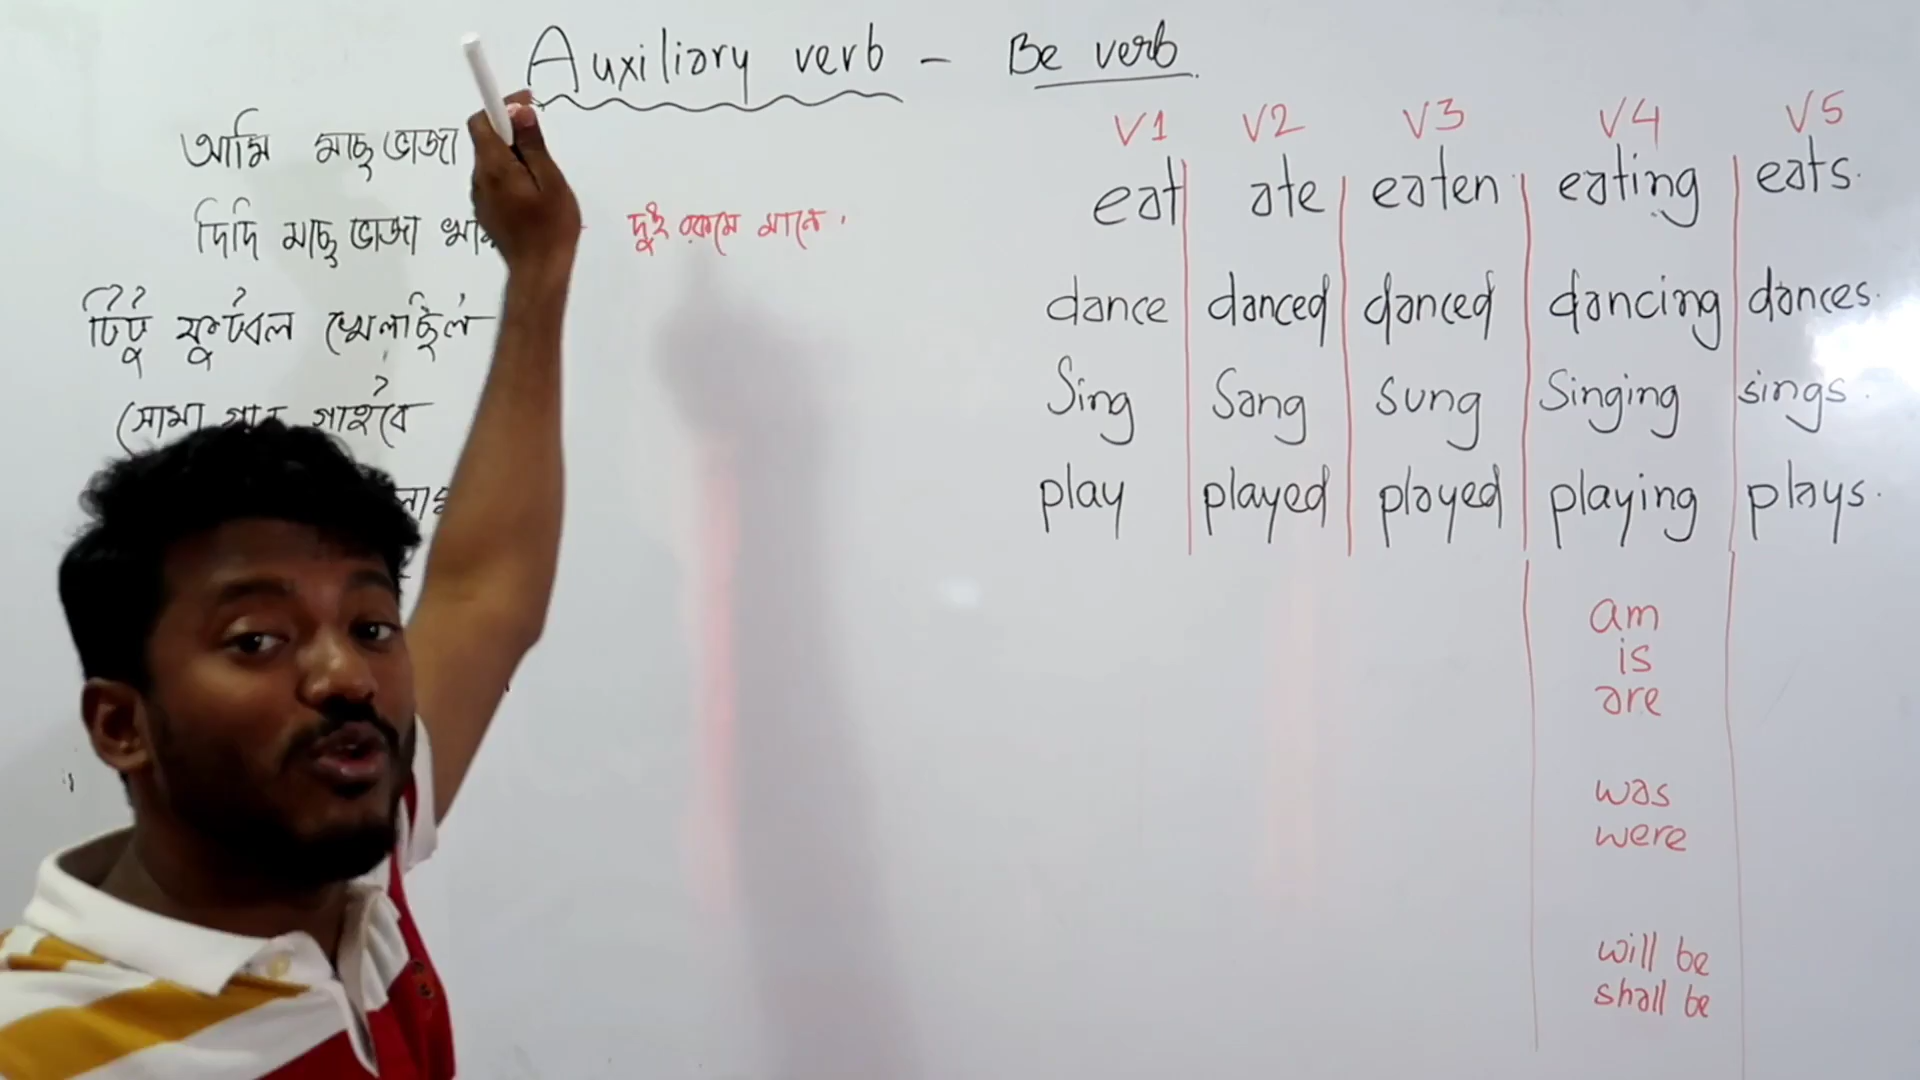 Auxiliary verb - Be verb
আমি মাছ ভাজা
দিদি মাছ ভাজা
দুই রকমে মানে.
টিটু ফুটবল খেলছিল
সোমা গান গাইবে
V1 V2 V3 V4 V5
eat ate eaten eating eats.
dance danced danced dancing dances.
Sing Sang sung Singing sings.
play played played playing plays.
am
is
are
was
were
will be
shall be